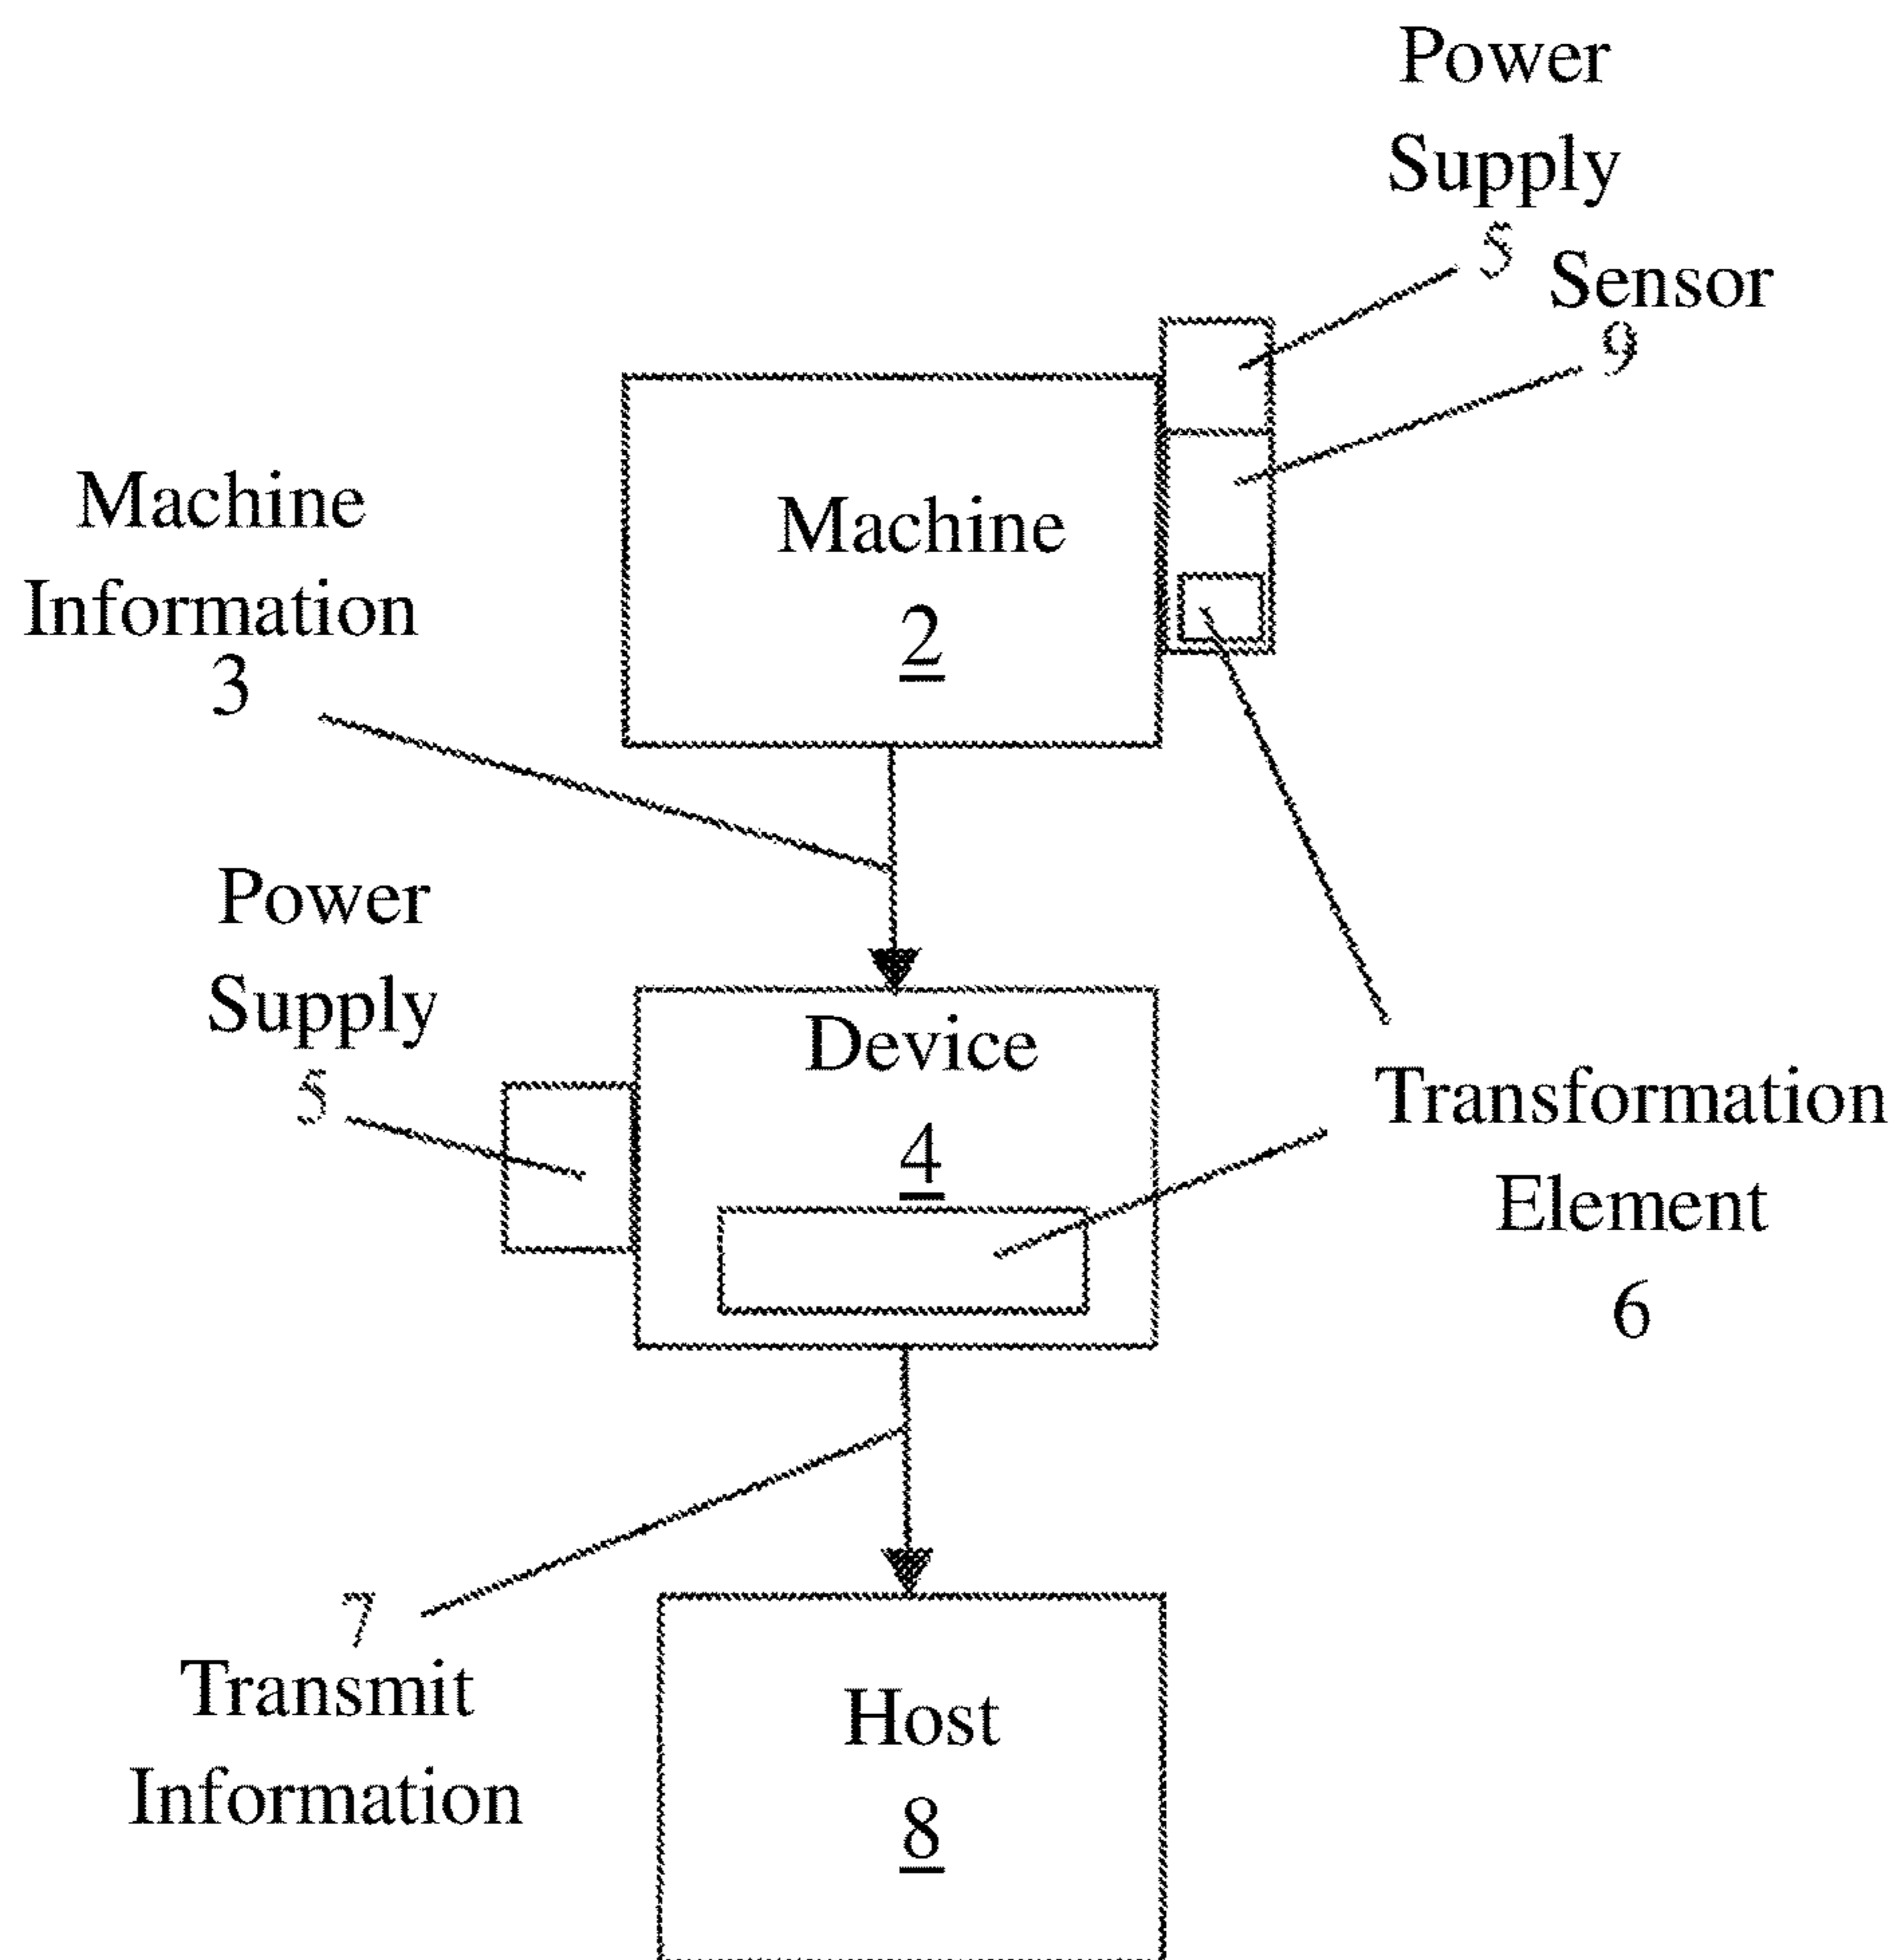 Power
Supply
5
Sensor
9
Machine
2
Machine
Information
3
Power
Supply
5
Device
4
Transformation
Element
6
7
Transmit
Information
Host
8